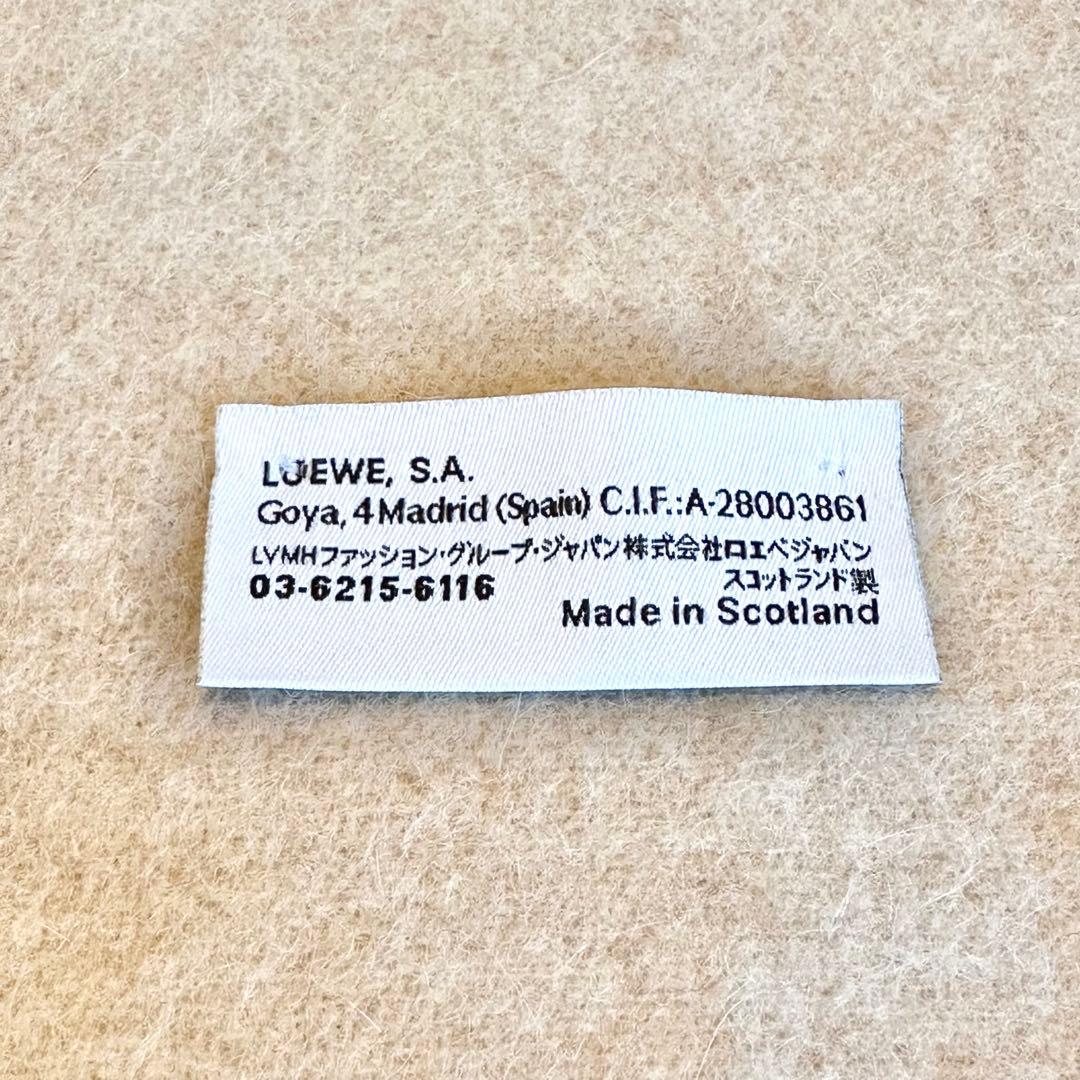 LOEWE, S.A.
Goya, 4 Madrid (Spain) C.I.F.:A-28003861
LVMHファッション・グループ・ジャパン株式会社ロエベジャパン
03-6215-6116 スコットランド製
Made in Scotland